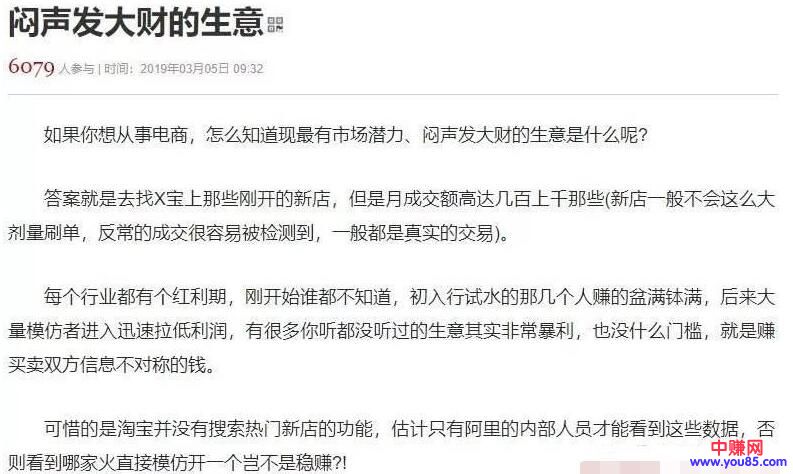 闷声发大财的生意
6079 人参与 | 时间：2019年03月05日 09:32
如果你想从事电商，怎么知道现最有市场潜力、闷声发大财的生意是什么呢?
答案就是去找X宝上那些刚开的新店，但是月成交额高达几百上千那些(新店一般不会这么大
剂量刷单，反常的成交很容易被检测到，一般都是真实的交易)。
每个行业都有个红利期，刚开始谁都不知道，初入行试水的那几个人赚的盆满钵满，后来大
量模仿者进入迅速拉低利润，有很多你听都没听过的生意其实非常暴利，也没什么门槛，就是赚
买卖双方信息不对称的钱。
可惜的是淘宝并没有搜索热门新店的功能，估计只有阿里的内部人员才能看到这些数据，否
则看到哪家火直接模仿开一个岂不是稳赚?!
中赚网
www.you85.com